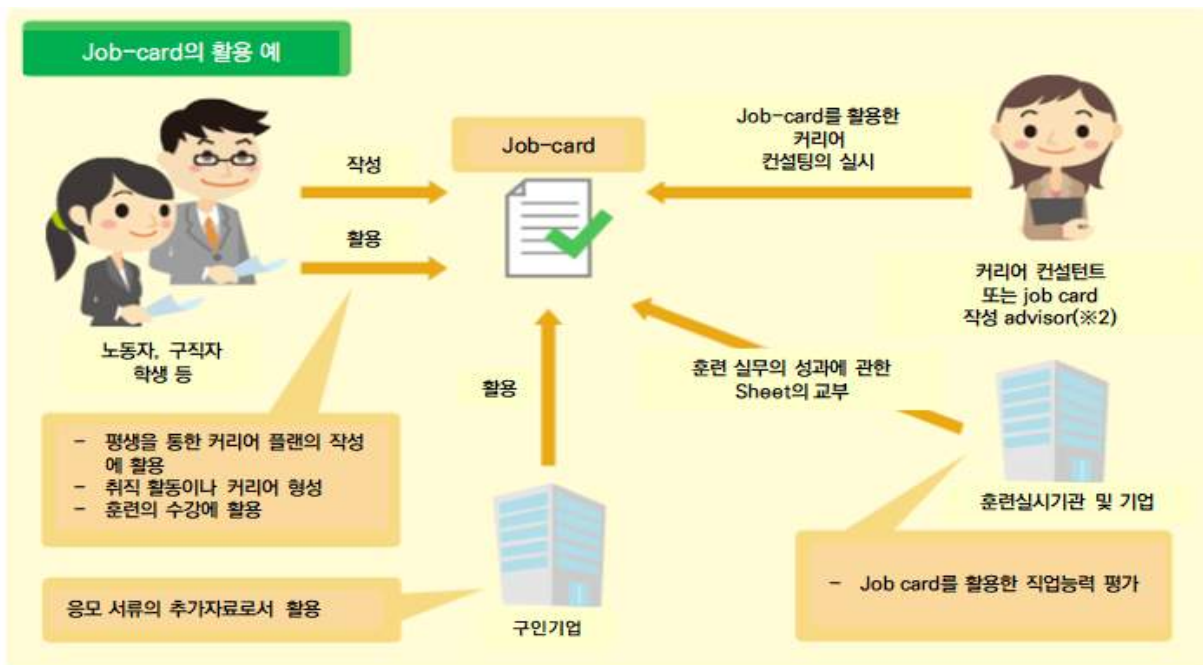 Job-card의 활용 예
작성
활용
Job-card
Job-card를 활용한
커리어
컨설팅의 실시
노동자, 구직자
학생 등
커리어 컨설턴트
또는 job card
작성 advisor(※2)
활용
훈련 실무의 성과에 관한
Sheet의 교부
- 평생을 통한 커리어 플랜의 작성
에 활용
- 취직 활동이나 커리어 형성
- 훈련의 수강에 활용
훈련실시기관 및 기업
응모 서류의 추가자료로서 활용
구인기업
- Job card를 활용한 직업능력 평가